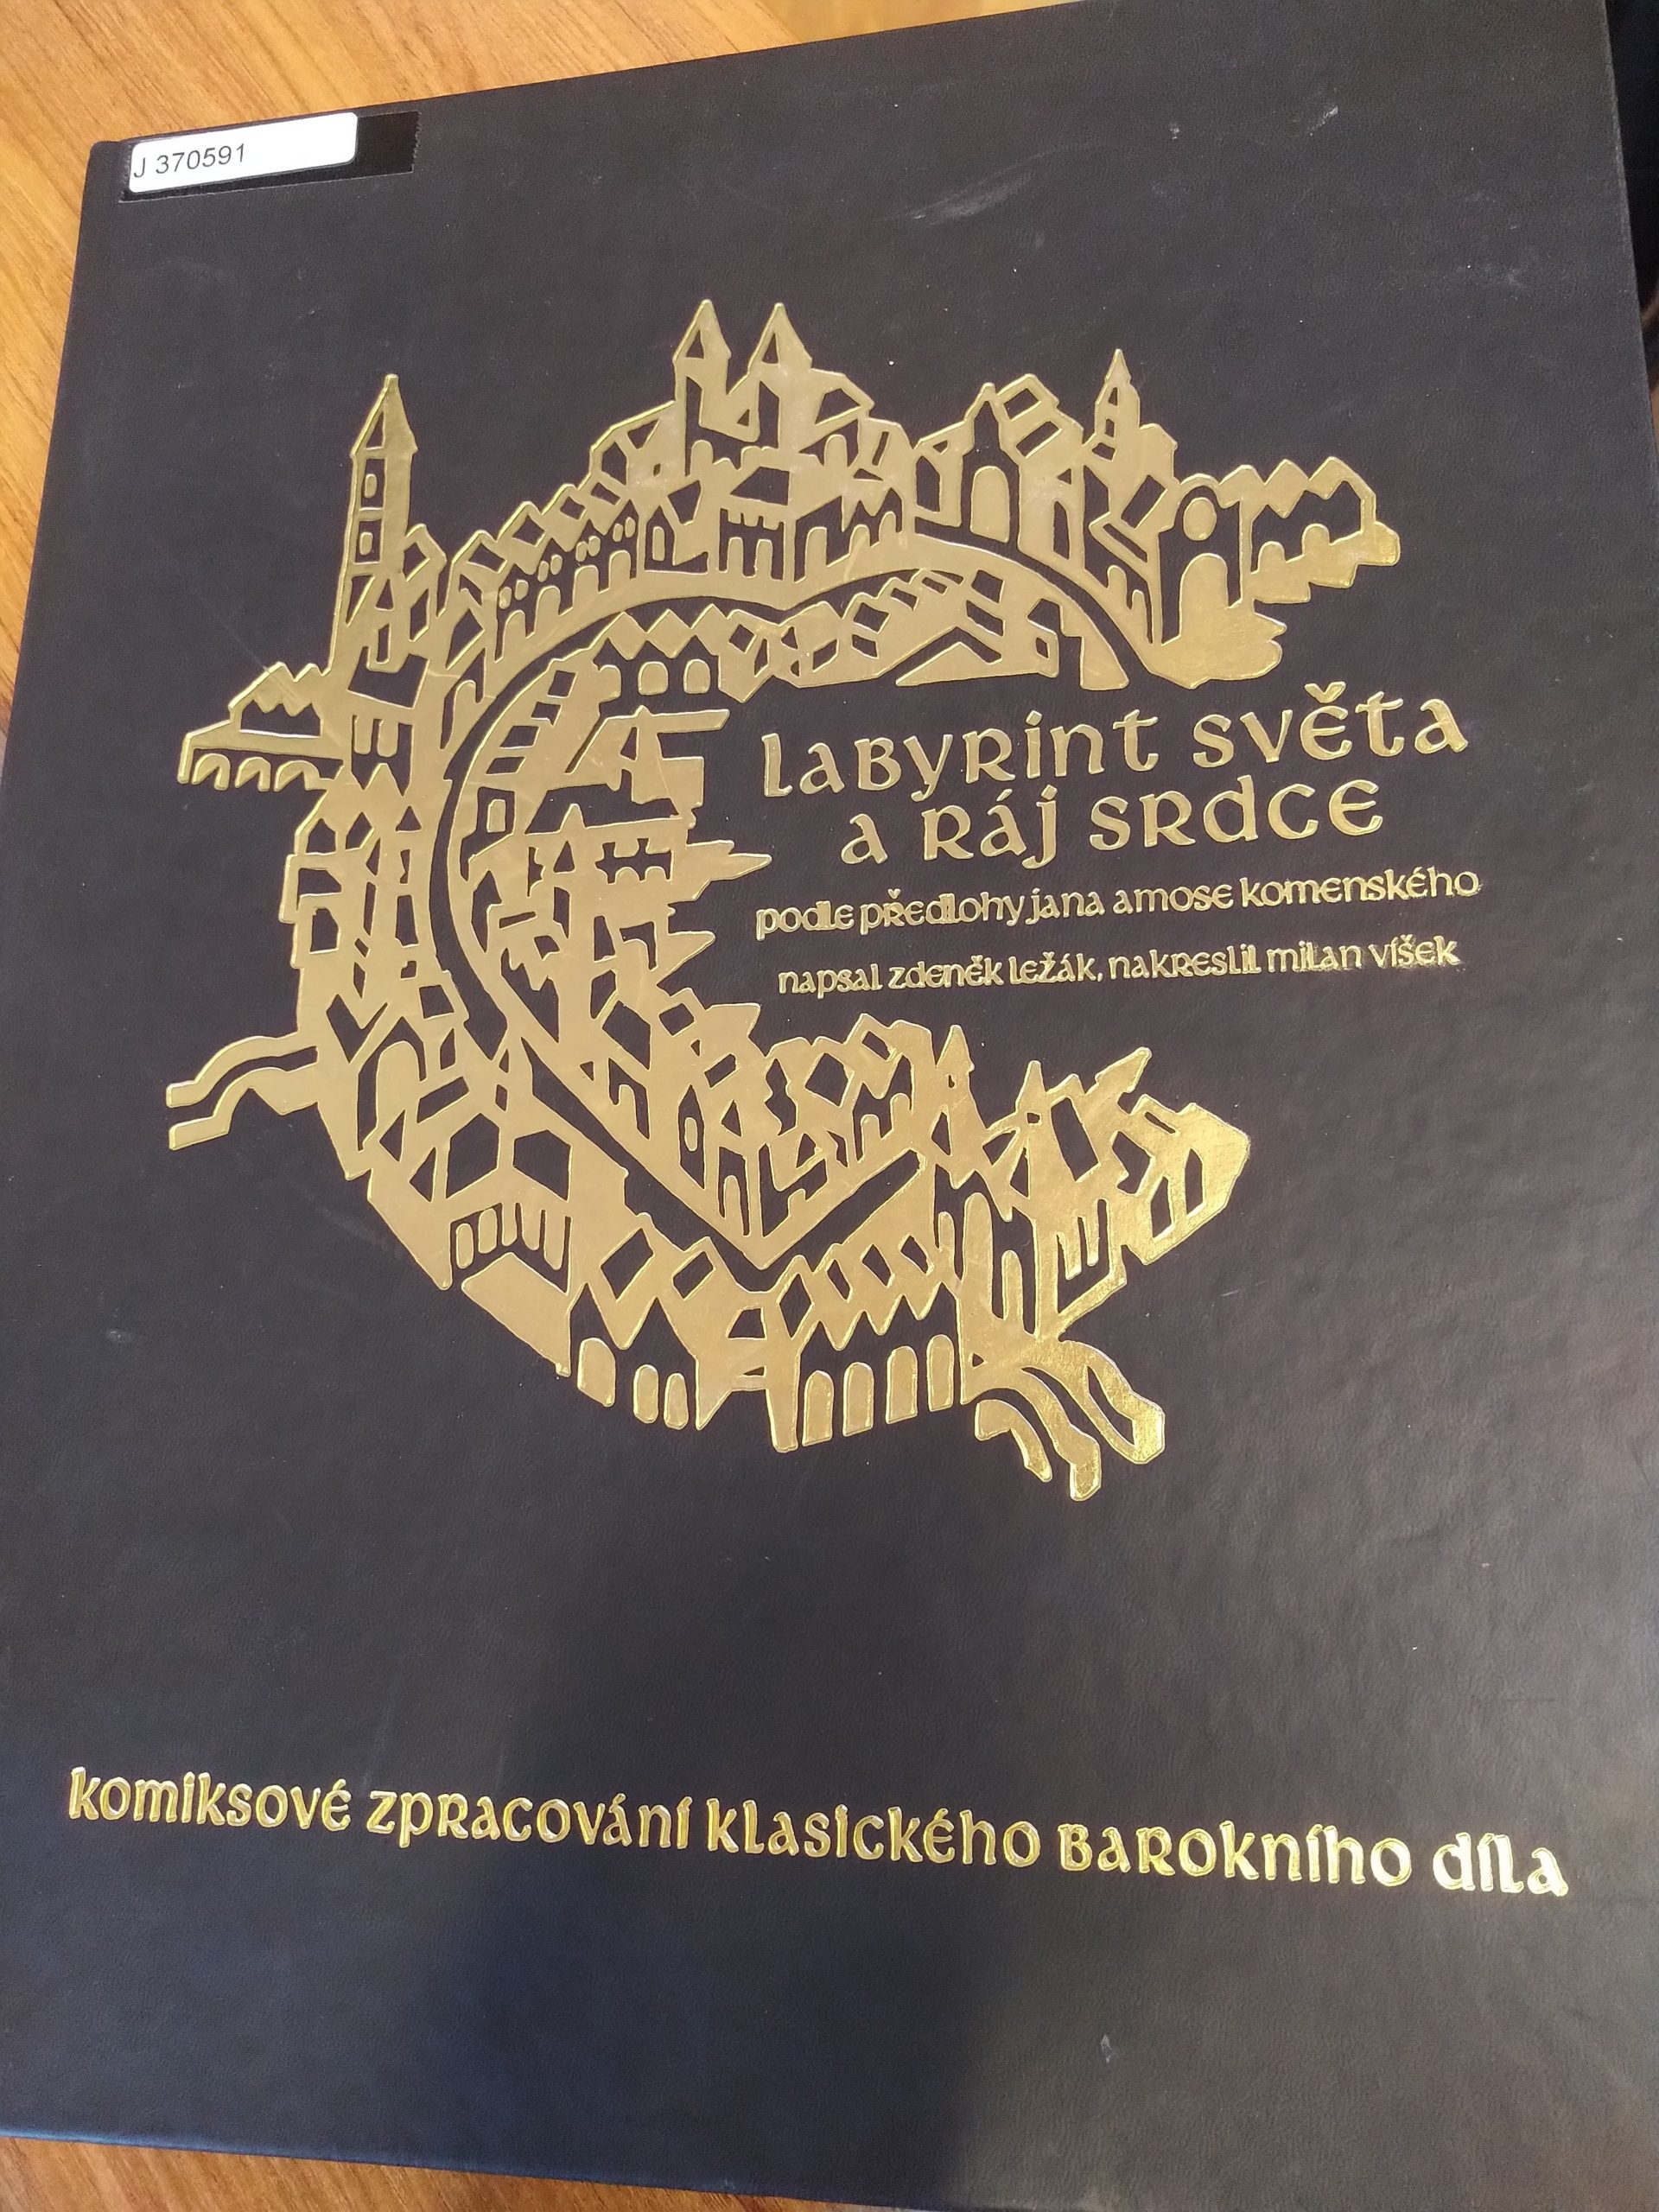 J 370591
Labyrint světa
a ráj srdce
podle předlohy jana amose komenského
napsal zdeněk ležák, nakreslil milan víšek
komiksové zpracování klasického barokního díla